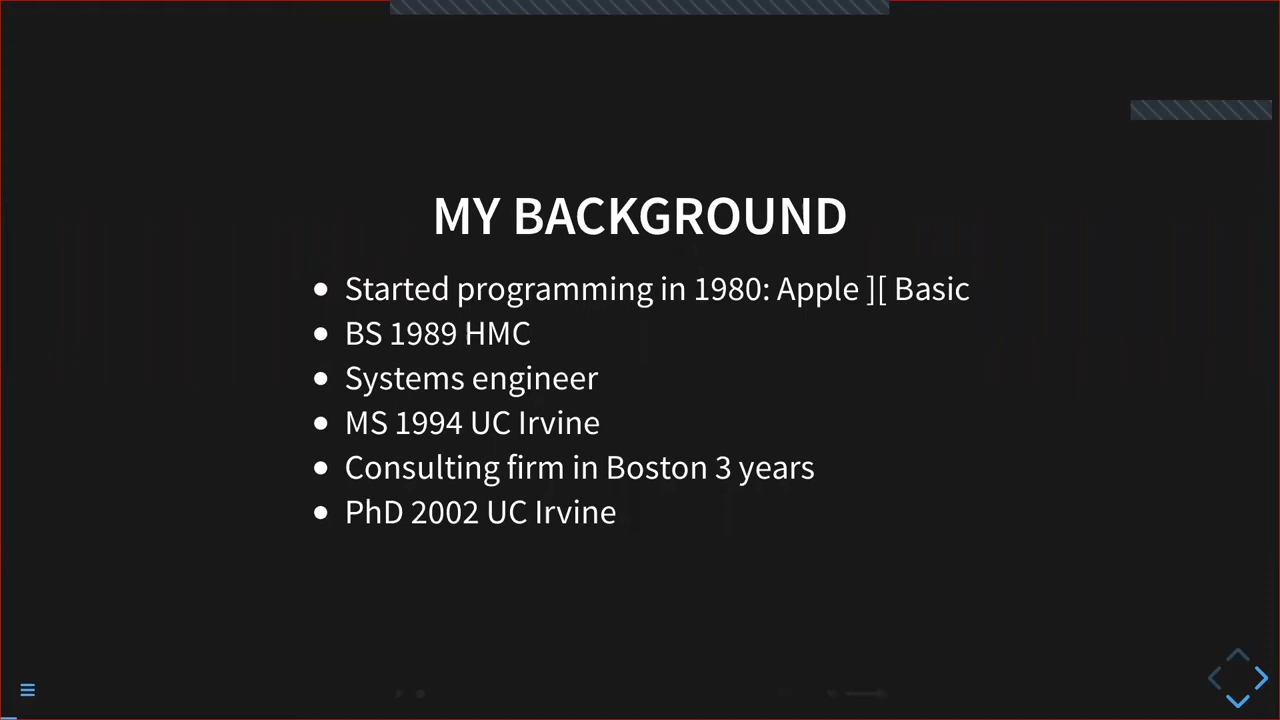 MY BACKGROUND
Started programming in 1980: Apple ][ Basic
BS 1989 HMC
Systems engineer
MS 1994 UC Irvine
Consulting firm in Boston 3 years
PhD 2002 UC Irvine